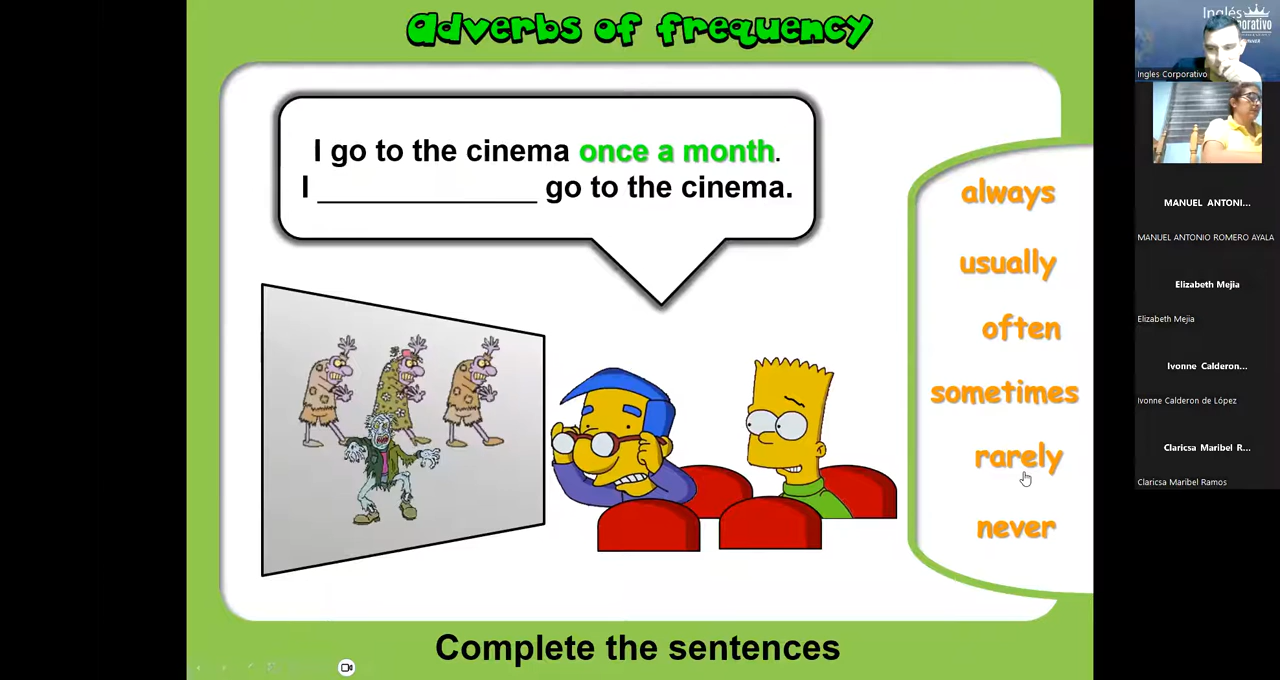 adverbs of frequency
I go to the cinema once a month.
I ______________ go to the cinema.
always
usually
often
sometimes
rarely
never
Complete the sentences
Inglés
Ingles Corporativo
MANUEL ANTONI...
MANUEL ANTONIO ROMERO AYALA
Elizabeth Mejia
Elizabeth Mejia
Ivonne Calderon...
Ivonne Calderon de López
Claricsa Maribel R...
Claricsa Maribel Ramos